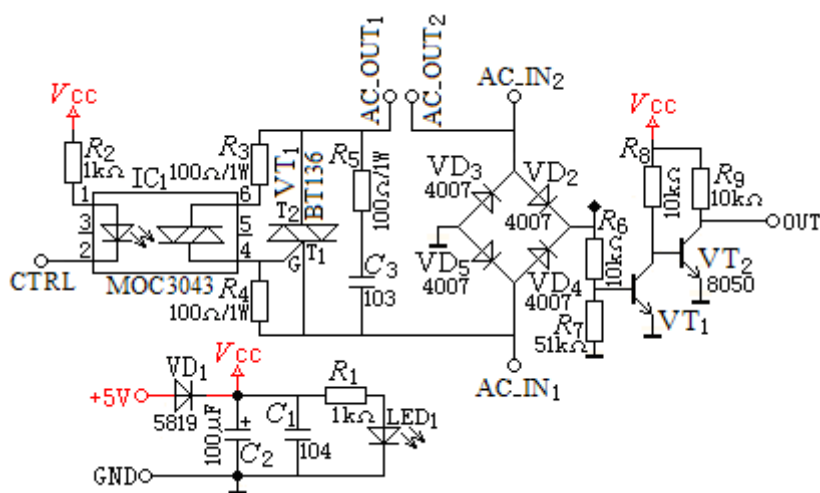 AC_OUT1
AC_OUT2
AC_IN2
VCC
R2
1kΩ
IC1
1
3
2
6
5
4
CTRL
MOC3043
R3
100Ω/1W
R4
100Ω/1W
VT1
BT136
T2
T1
G
R5
100Ω/1W
C3
103
VD3
4007
VD2
4007
VD5
4007
VD4
4007
R6
10kΩ
R7
51kΩ
VCC
R8
10kΩ
R9
10kΩ
OUT
VT2
8050
VT1
AC_IN1
VCC
+5V
VD1
5819
100μF
+
C2
C1
104
R1
1kΩ
LED1
GND